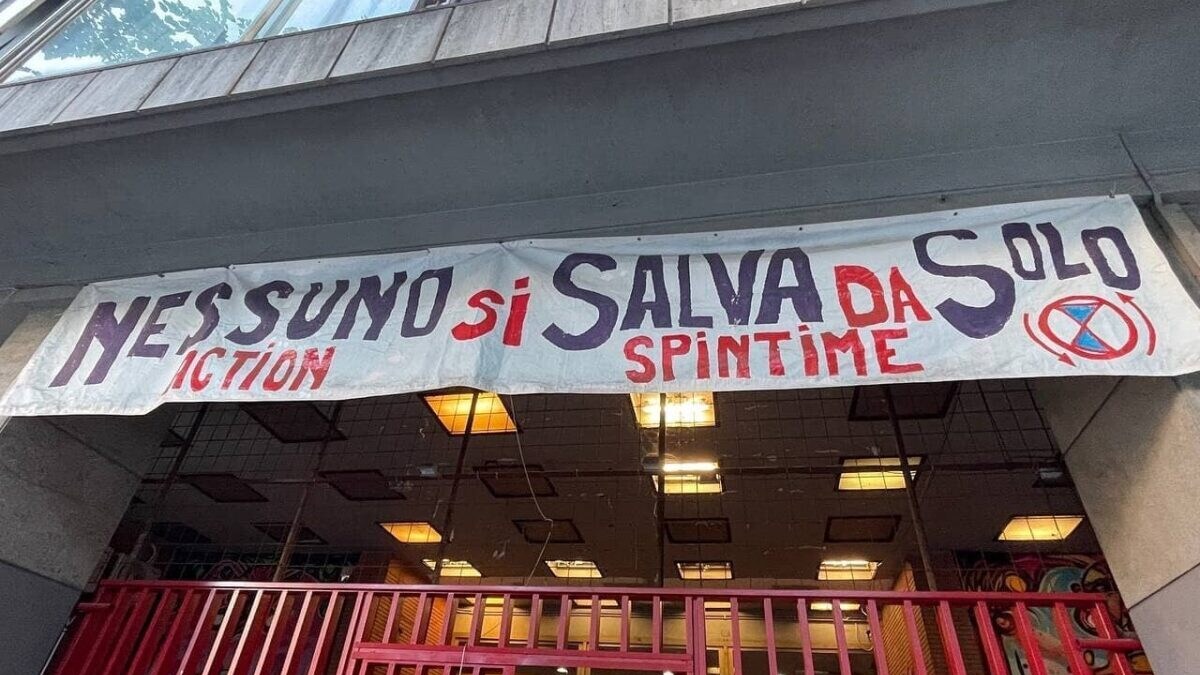 NESSUNO Si SALVA DA SOLO
ACTiON SPiNTiME